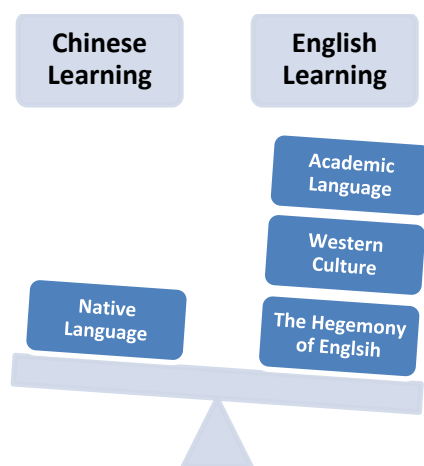 Chinese
Learning
English
Learning
Academic
Language
Western
Culture
Native
Language
The Hegemony
of Englsih